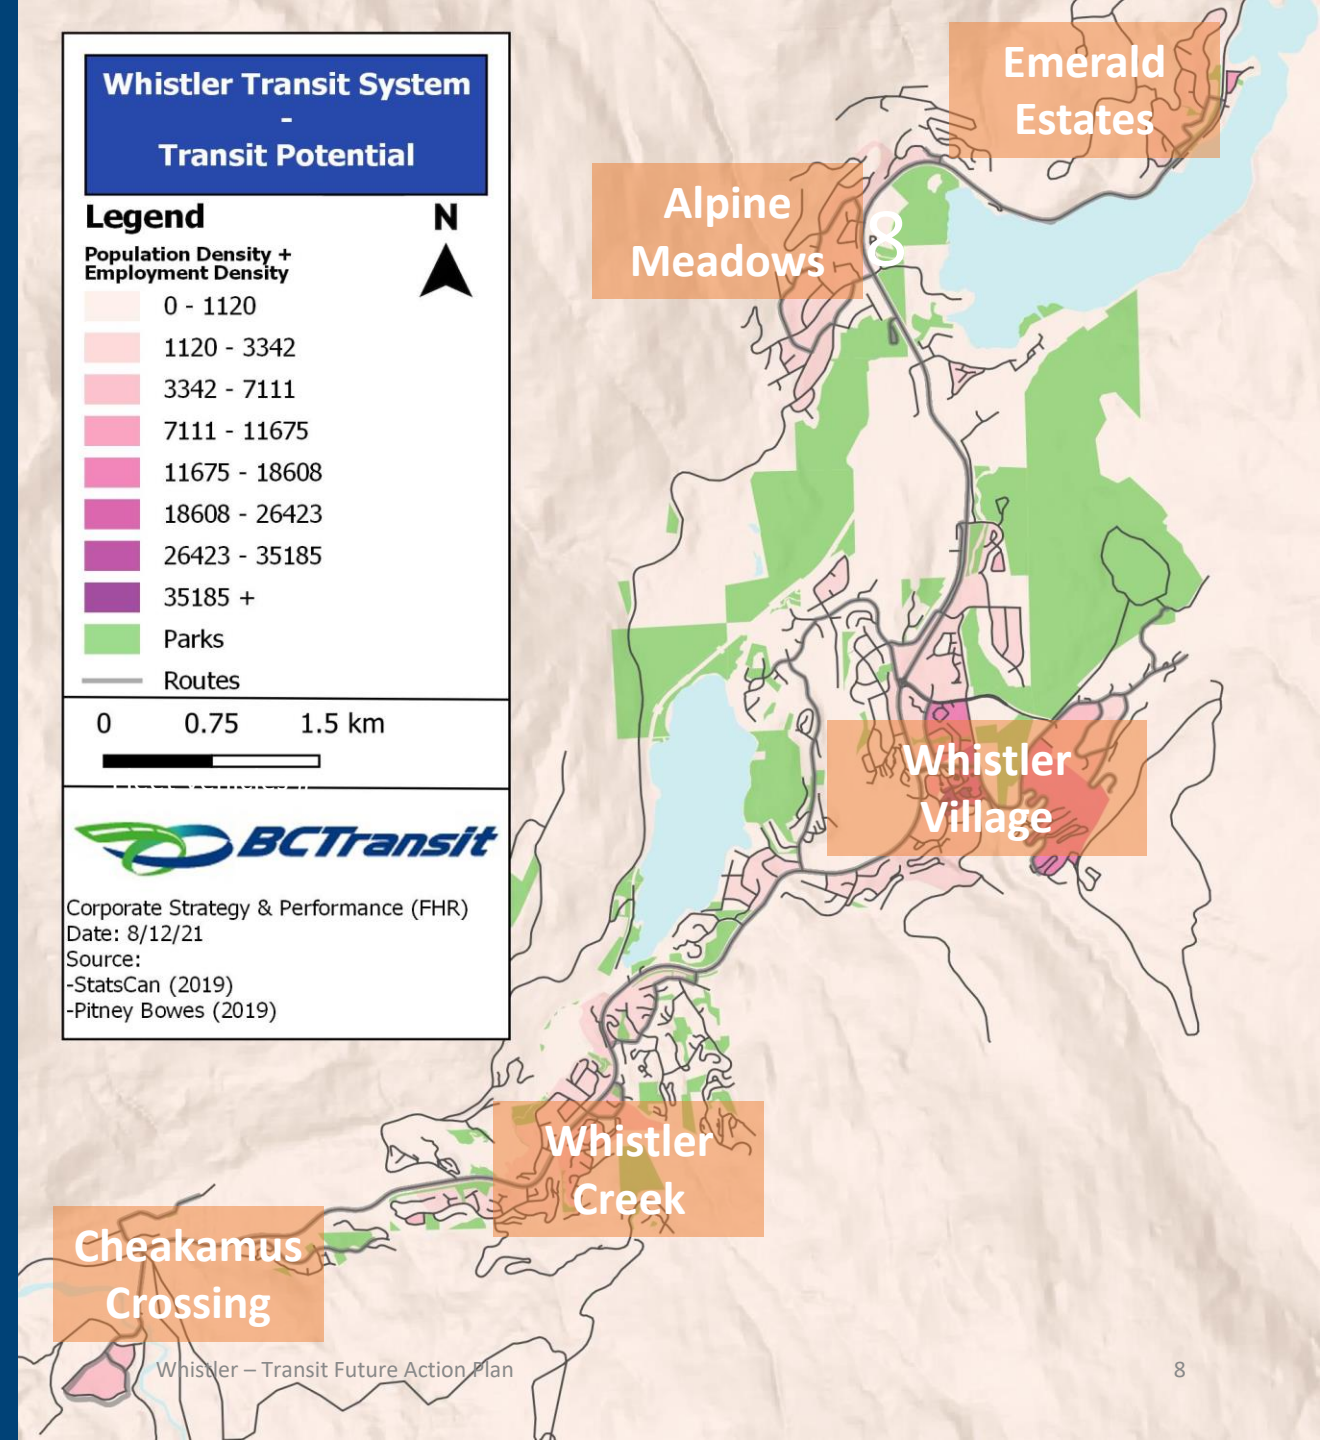 Whistler Transit System
-
Transit Potential
Legend
N
Population Density +
Employment Density
0 - 1120
1120 - 3342
3342 - 7111
7111 - 11675
11675 - 18608
18608 - 26423
26423 - 35185
35185 +
Parks
Routes
0 0.75 1.5 km
BCTransit
Corporate Strategy & Performance (FHR)
Date: 8/12/21
Source:
-StatsCan (2019)
-Pitney Bowes (2019)
Emerald
Estates
Alpine
Meadows
8
Whistler
Village
Whistler
Creek
Cheakamus
Crossing
Whistler – Transit Future Action Plan
8